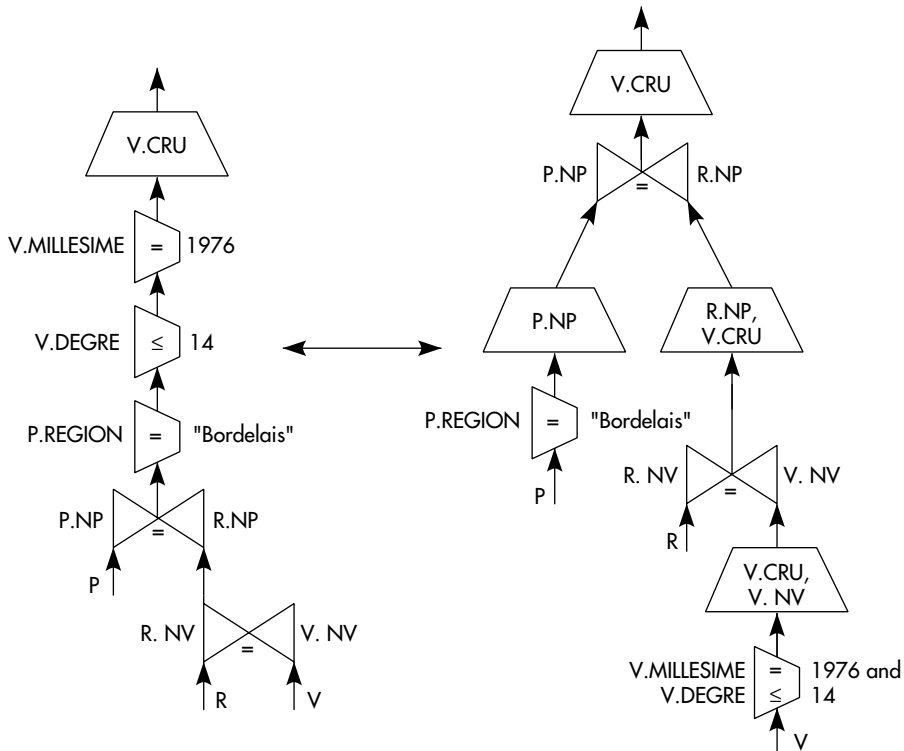 V.CRU
V.MILLESIME = 1976
V.DEGRE ≤ 14
P.REGION = "Bordelais"
P.NP = R.NP
P
R. NV = V. NV
R
V
V.CRU
P.NP = R.NP
P.NP
R.NP,
V.CRU
P.REGION = "Bordelais"
P
R. NV = V. NV
R
V.CRU,
V. NV
V.MILLESIME = 1976 and
V.DEGRE ≤ 14
V